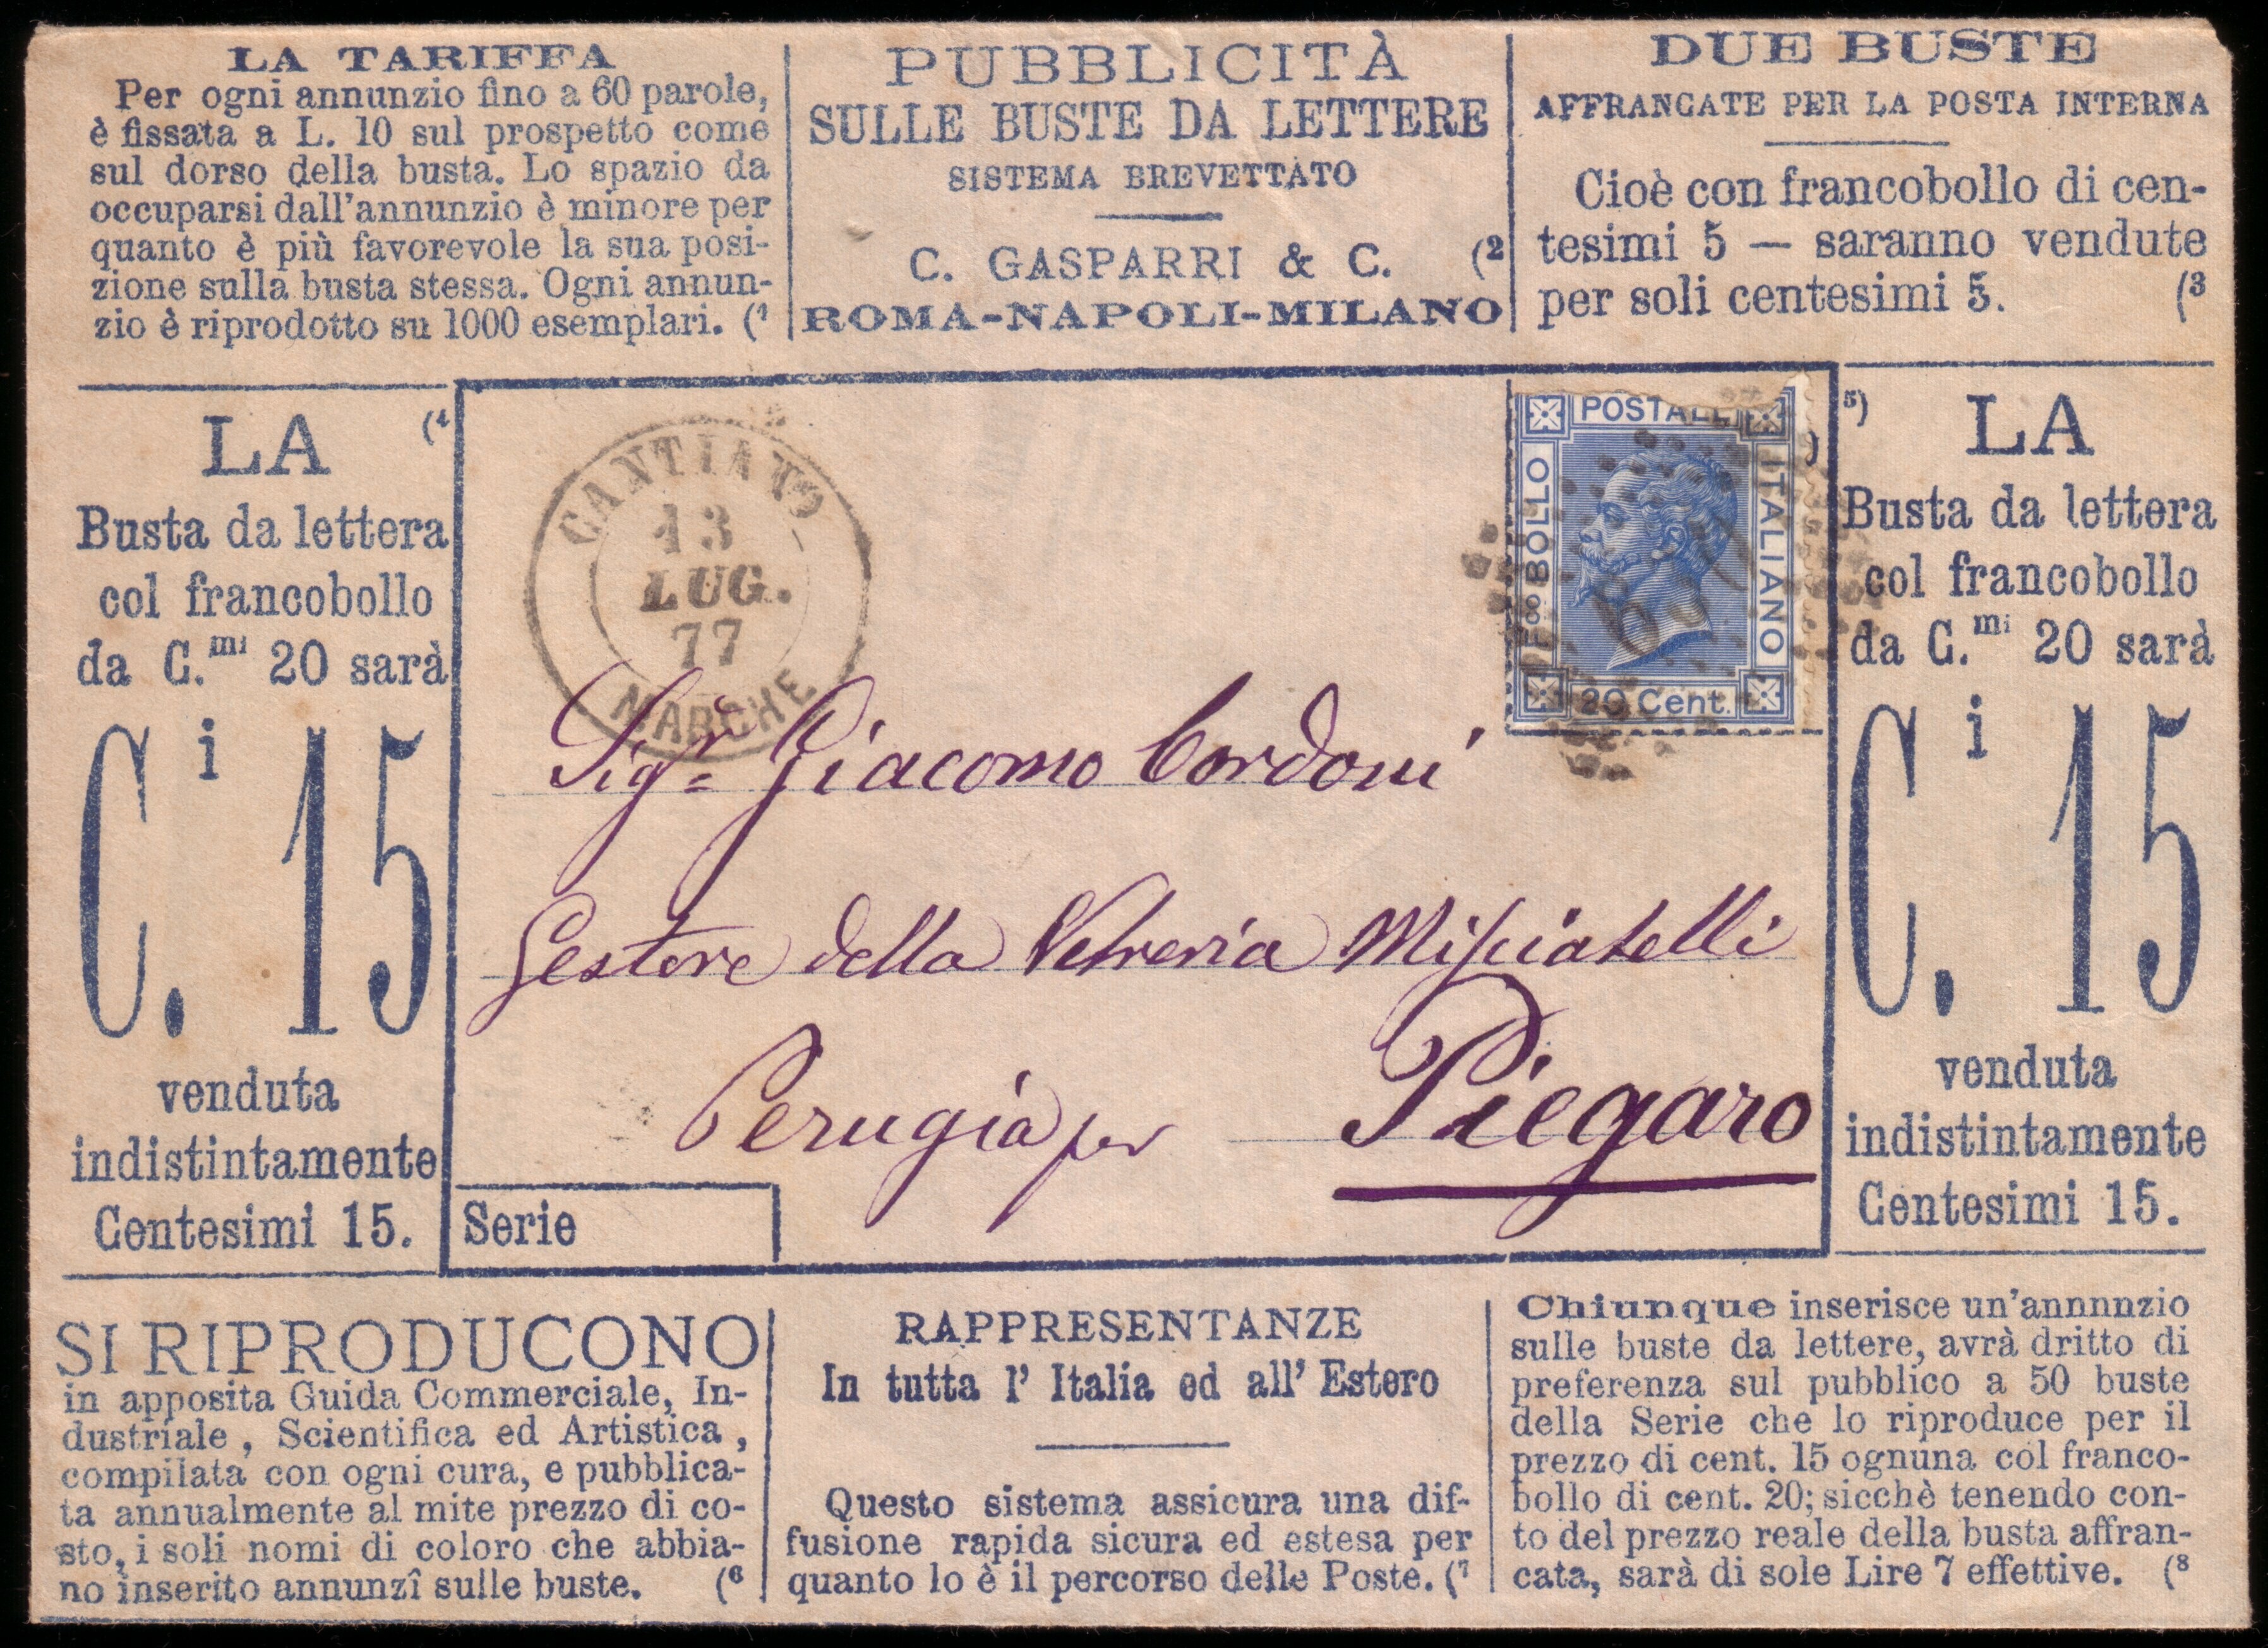 LA TARIFFA
Per ogni annunzio fino a 60 parole,
è fissata a L. 10 sul prospetto come
sul dorso della busta. Lo spazio da
occuparsi dall'annunzio è minore per
quanto è più favorevole la sua posi-
zione sulla busta stessa. Ogni annun-
zio è riprodotto su 1000 esemplari. (1
PUBBLICITÀ
SULLE BUSTE DA LETTERE
SISTEMA BREVETTATO
C. GASPARRI & C. (2
ROMA-NAPOLI-MILANO
DUE BUSTE
AFFRANCATE PER LA POSTA INTERNA
Cioè con francobollo di cen-
tesimi 5 — saranno vendute
per soli centesimi 5. (3
LA (4
Busta da lettera
col francobollo
da C.mi 20 sarà
C.i 15
venduta
indistintamente
Centesimi 15.
CANTIANO
13
LUG.
77
MARCHE
POSTALE
F.CO BOLLO
ITALIANO
20 Cent.
Sigr. Giacomo Cordoni
Gestore della Vetreria Misciatelli
Perugia per Piegaro
Serie
5) LA
Busta da lettera
col francobollo
da C.mi 20 sarà
C.i 15
venduta
indistintamente
Centesimi 15.
SI RIPRODUCONO
in apposita Guida Commerciale, In-
dustriale, Scientifica ed Artistica,
compilata con ogni cura, e pubblica-
ta annualmente al mite prezzo di co-
sto, i soli nomi di coloro che abbia-
no inserito annunzî sulle buste. (6
RAPPRESENTANZE
In tutta l' Italia ed all' Estero
Questo sistema assicura una dif-
fusione rapida sicura ed estesa per
quanto lo è il percorso delle Poste. (7
Chiunque inserisce un'annnnzio
sulle buste da lettere, avrà dritto di
preferenza sul pubblico a 50 buste
della Serie che lo riproduce per il
prezzo di cent. 15 ognuna col franco-
bollo di cent. 20; sicchè tenendo con-
to del prezzo reale della busta affran-
cata, sarà di sole Lire 7 effettive. (8